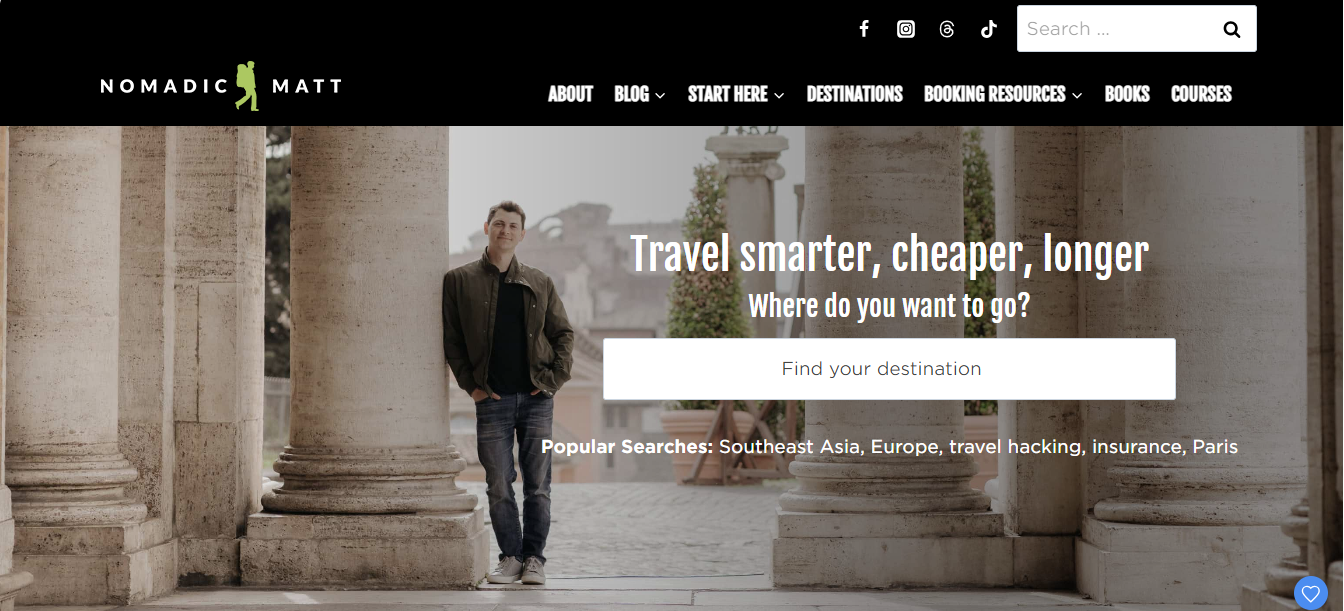 Search ...
NOMADIC MATT
ABOUT BLOG START HERE DESTINATIONS BOOKING RESOURCES BOOKS COURSES
Travel smarter, cheaper, longer
Where do you want to go?
Find your destination
Popular Searches: Southeast Asia, Europe, travel hacking, insurance, Paris